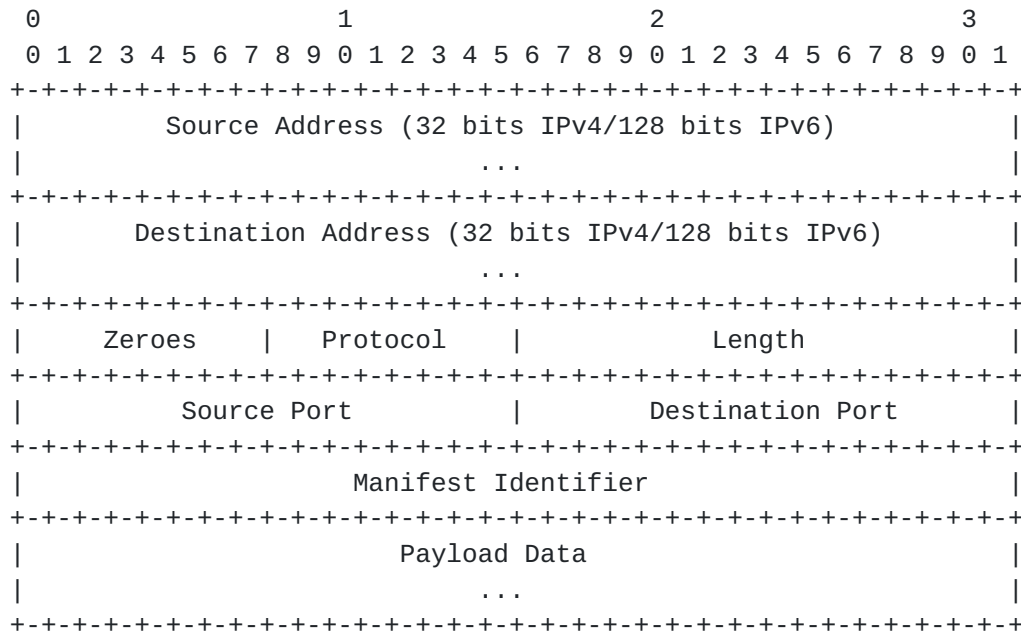 0                   1                   2                   3
 0 1 2 3 4 5 6 7 8 9 0 1 2 3 4 5 6 7 8 9 0 1 2 3 4 5 6 7 8 9 0 1
+-+-+-+-+-+-+-+-+-+-+-+-+-+-+-+-+-+-+-+-+-+-+-+-+-+-+-+-+-+-+-+-+
|         Source Address (32 bits IPv4/128 bits IPv6)           |
|                             ...                               |
+-+-+-+-+-+-+-+-+-+-+-+-+-+-+-+-+-+-+-+-+-+-+-+-+-+-+-+-+-+-+-+-+
|       Destination Address (32 bits IPv4/128 bits IPv6)        |
|                             ...                               |
+-+-+-+-+-+-+-+-+-+-+-+-+-+-+-+-+-+-+-+-+-+-+-+-+-+-+-+-+-+-+-+-+
|     Zeroes    |   Protocol    |            Length             |
+-+-+-+-+-+-+-+-+-+-+-+-+-+-+-+-+-+-+-+-+-+-+-+-+-+-+-+-+-+-+-+-+
|          Source Port          |        Destination Port       |
+-+-+-+-+-+-+-+-+-+-+-+-+-+-+-+-+-+-+-+-+-+-+-+-+-+-+-+-+-+-+-+-+
|                     Manifest Identifier                       |
+-+-+-+-+-+-+-+-+-+-+-+-+-+-+-+-+-+-+-+-+-+-+-+-+-+-+-+-+-+-+-+-+
|                        Payload Data                           |
|                             ...                               |
+-+-+-+-+-+-+-+-+-+-+-+-+-+-+-+-+-+-+-+-+-+-+-+-+-+-+-+-+-+-+-+-+